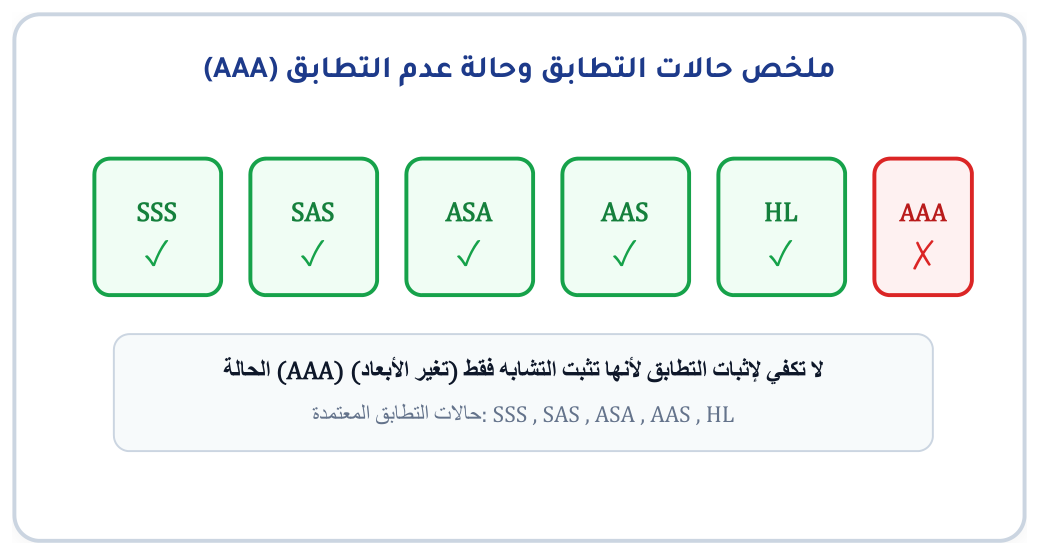 ملخص حالات التطابق وحالة عدم التطابق (AAA)
SSS
✓
SAS
✓
ASA
✓
AAS
✓
HL
✓
AAA
✗
لا تكفي لإثبات التطابق لأنها تثبت التشابه فقط (تغير الأبعاد) (AAA) الحالة
حالات التطابق المعتمدة: SSS , SAS , ASA , AAS , HL